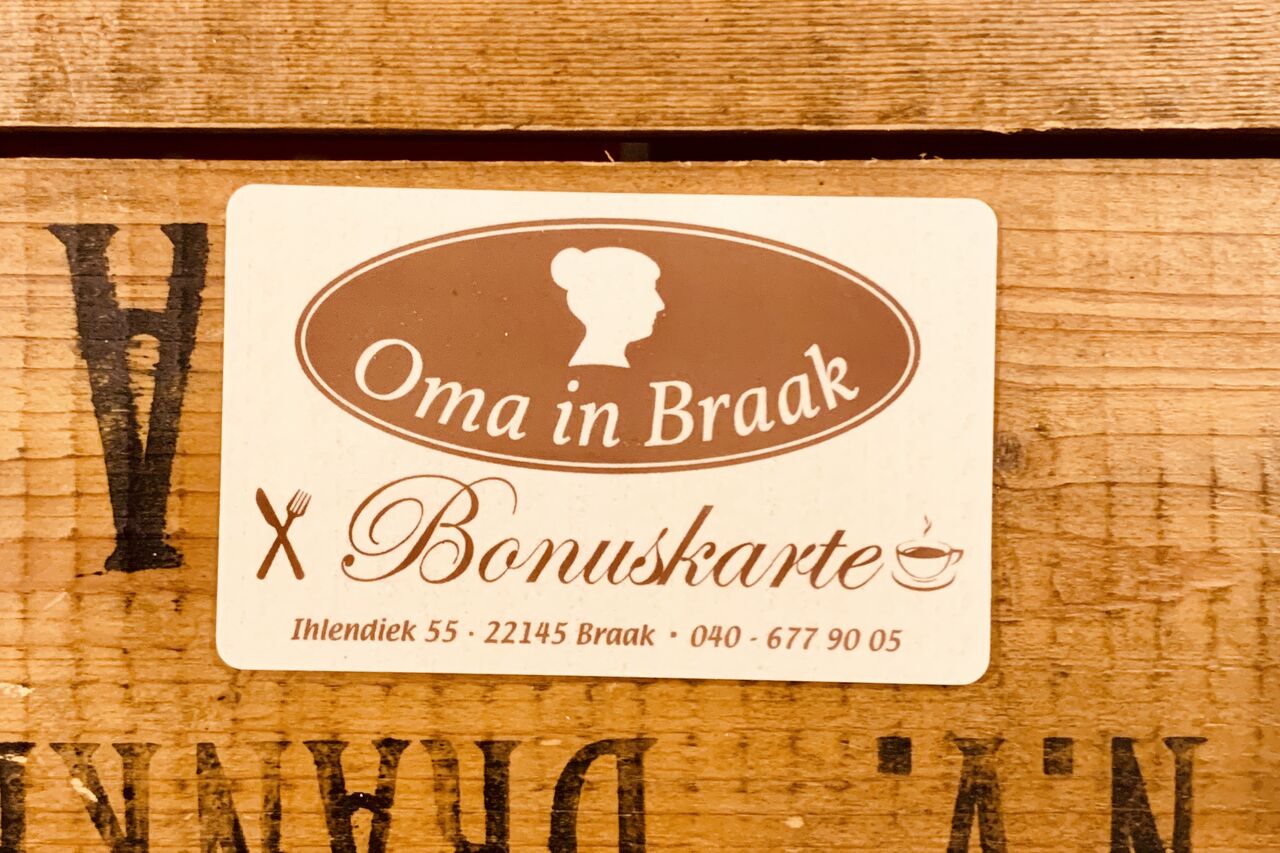 A
Oma in Braak
Bonuskarte
Ihlendiek 55 · 22145 Braak · 040 - 677 90 05
N.V.